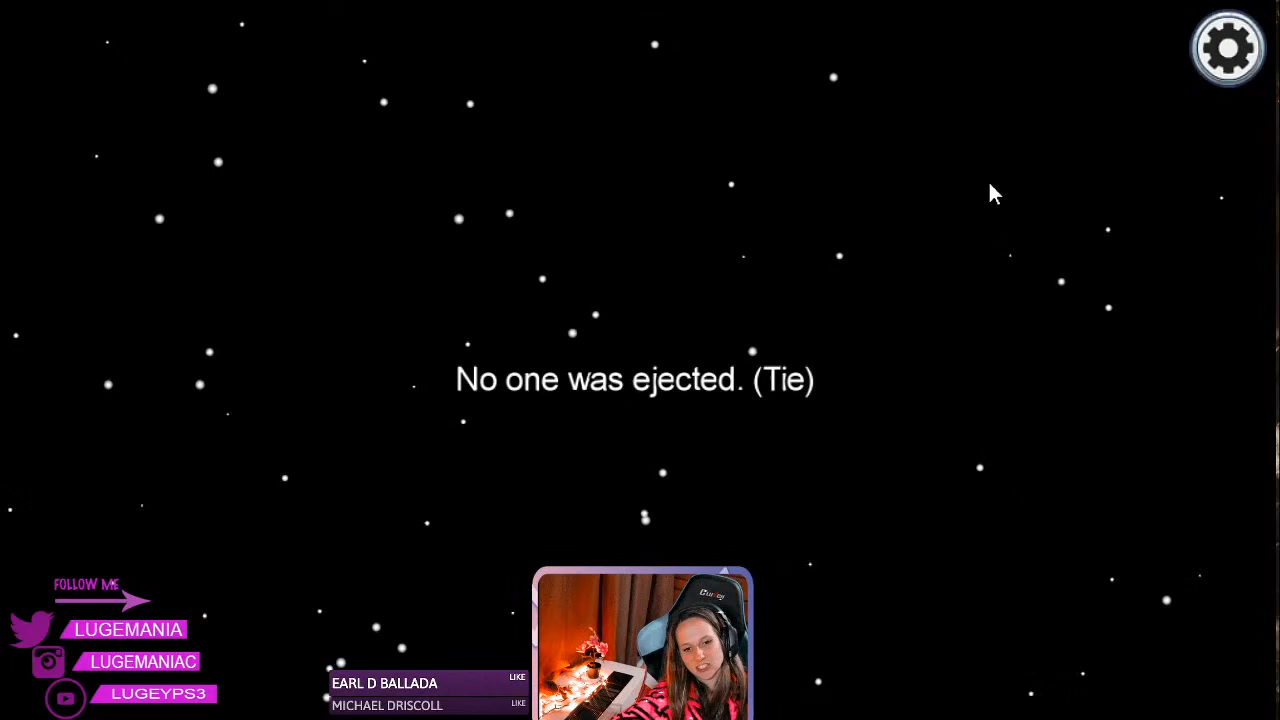 No one was ejected. (Tie)
FOLLOW ME
LUGEMANIA
LUGEMANIAC
LUGEYPS3
EARL D BALLADA LIKE
MICHAEL DRISCOLL LIKE